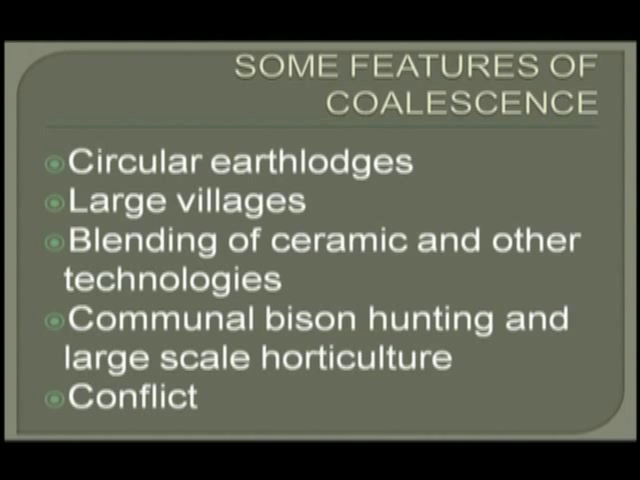 SOME FEATURES OF
COALESCENCE
Circular earthlodges
Large villages
Blending of ceramic and other
technologies
Communal bison hunting and
large scale horticulture
Conflict